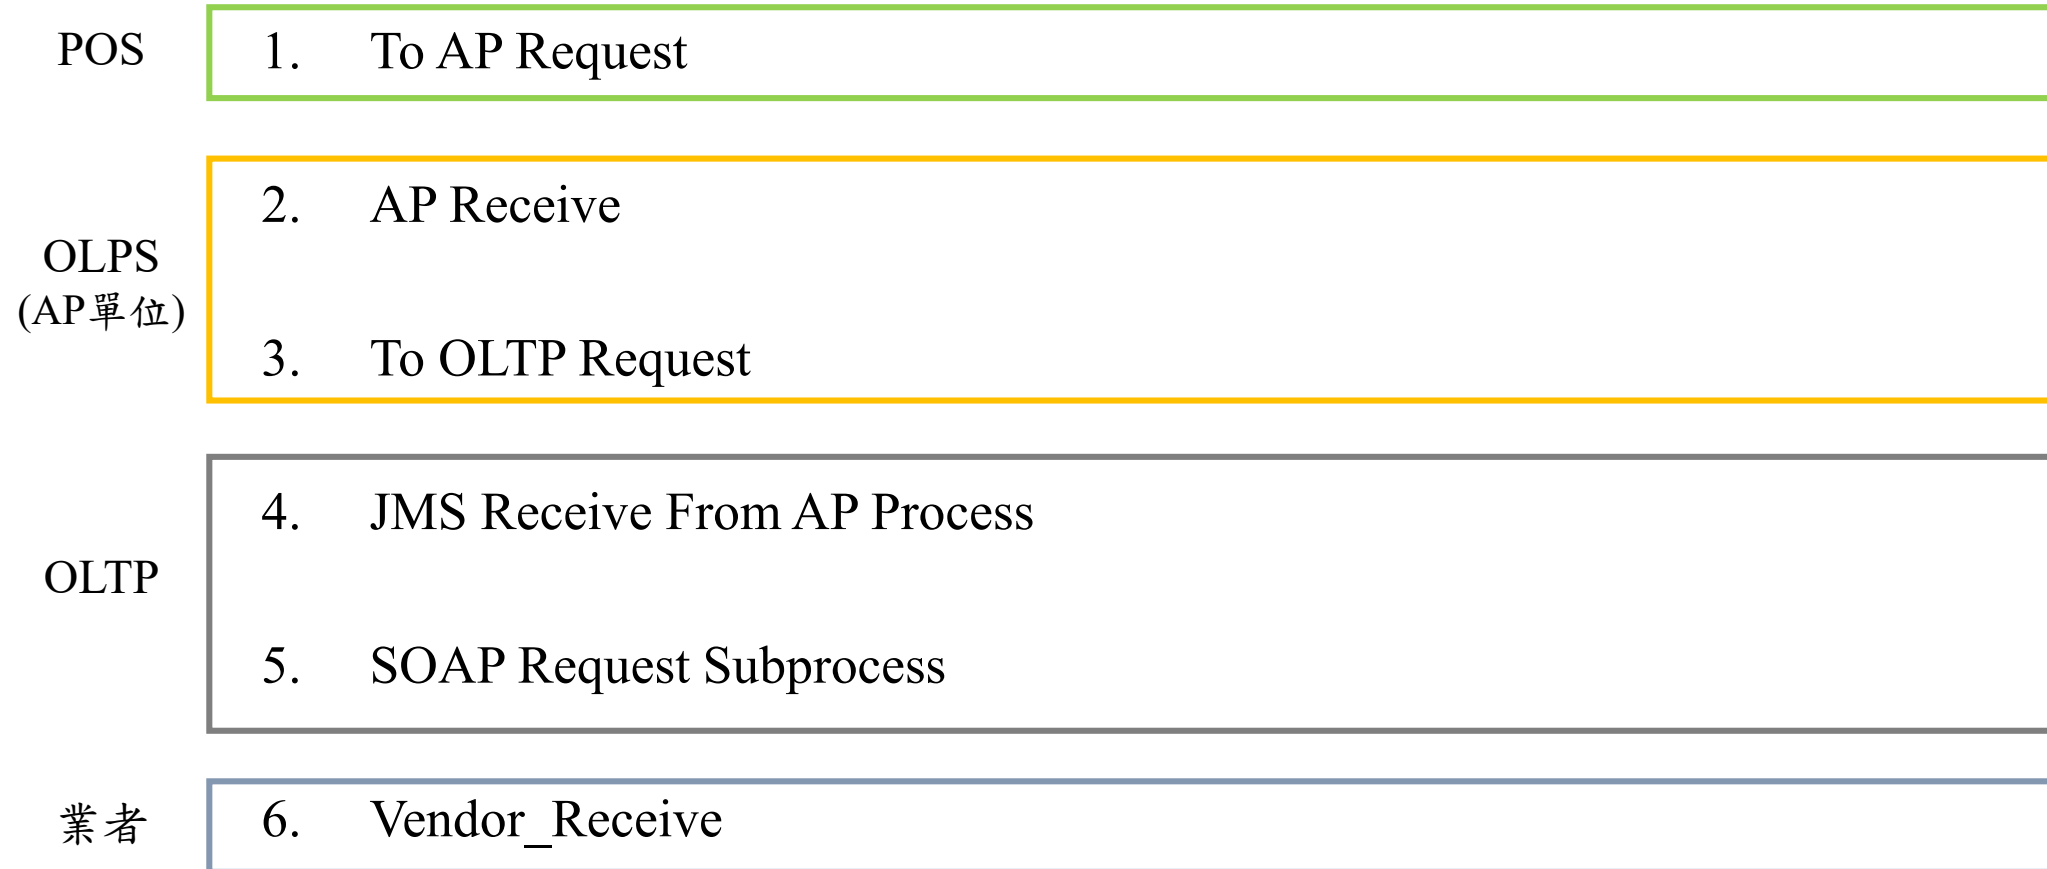 POS
1. To AP Request
OLPS
(AP單位)
2. AP Receive
3. To OLTP Request
OLTP
4. JMS Receive From AP Process
5. SOAP Request Subprocess
業者
6. Vendor_Receive